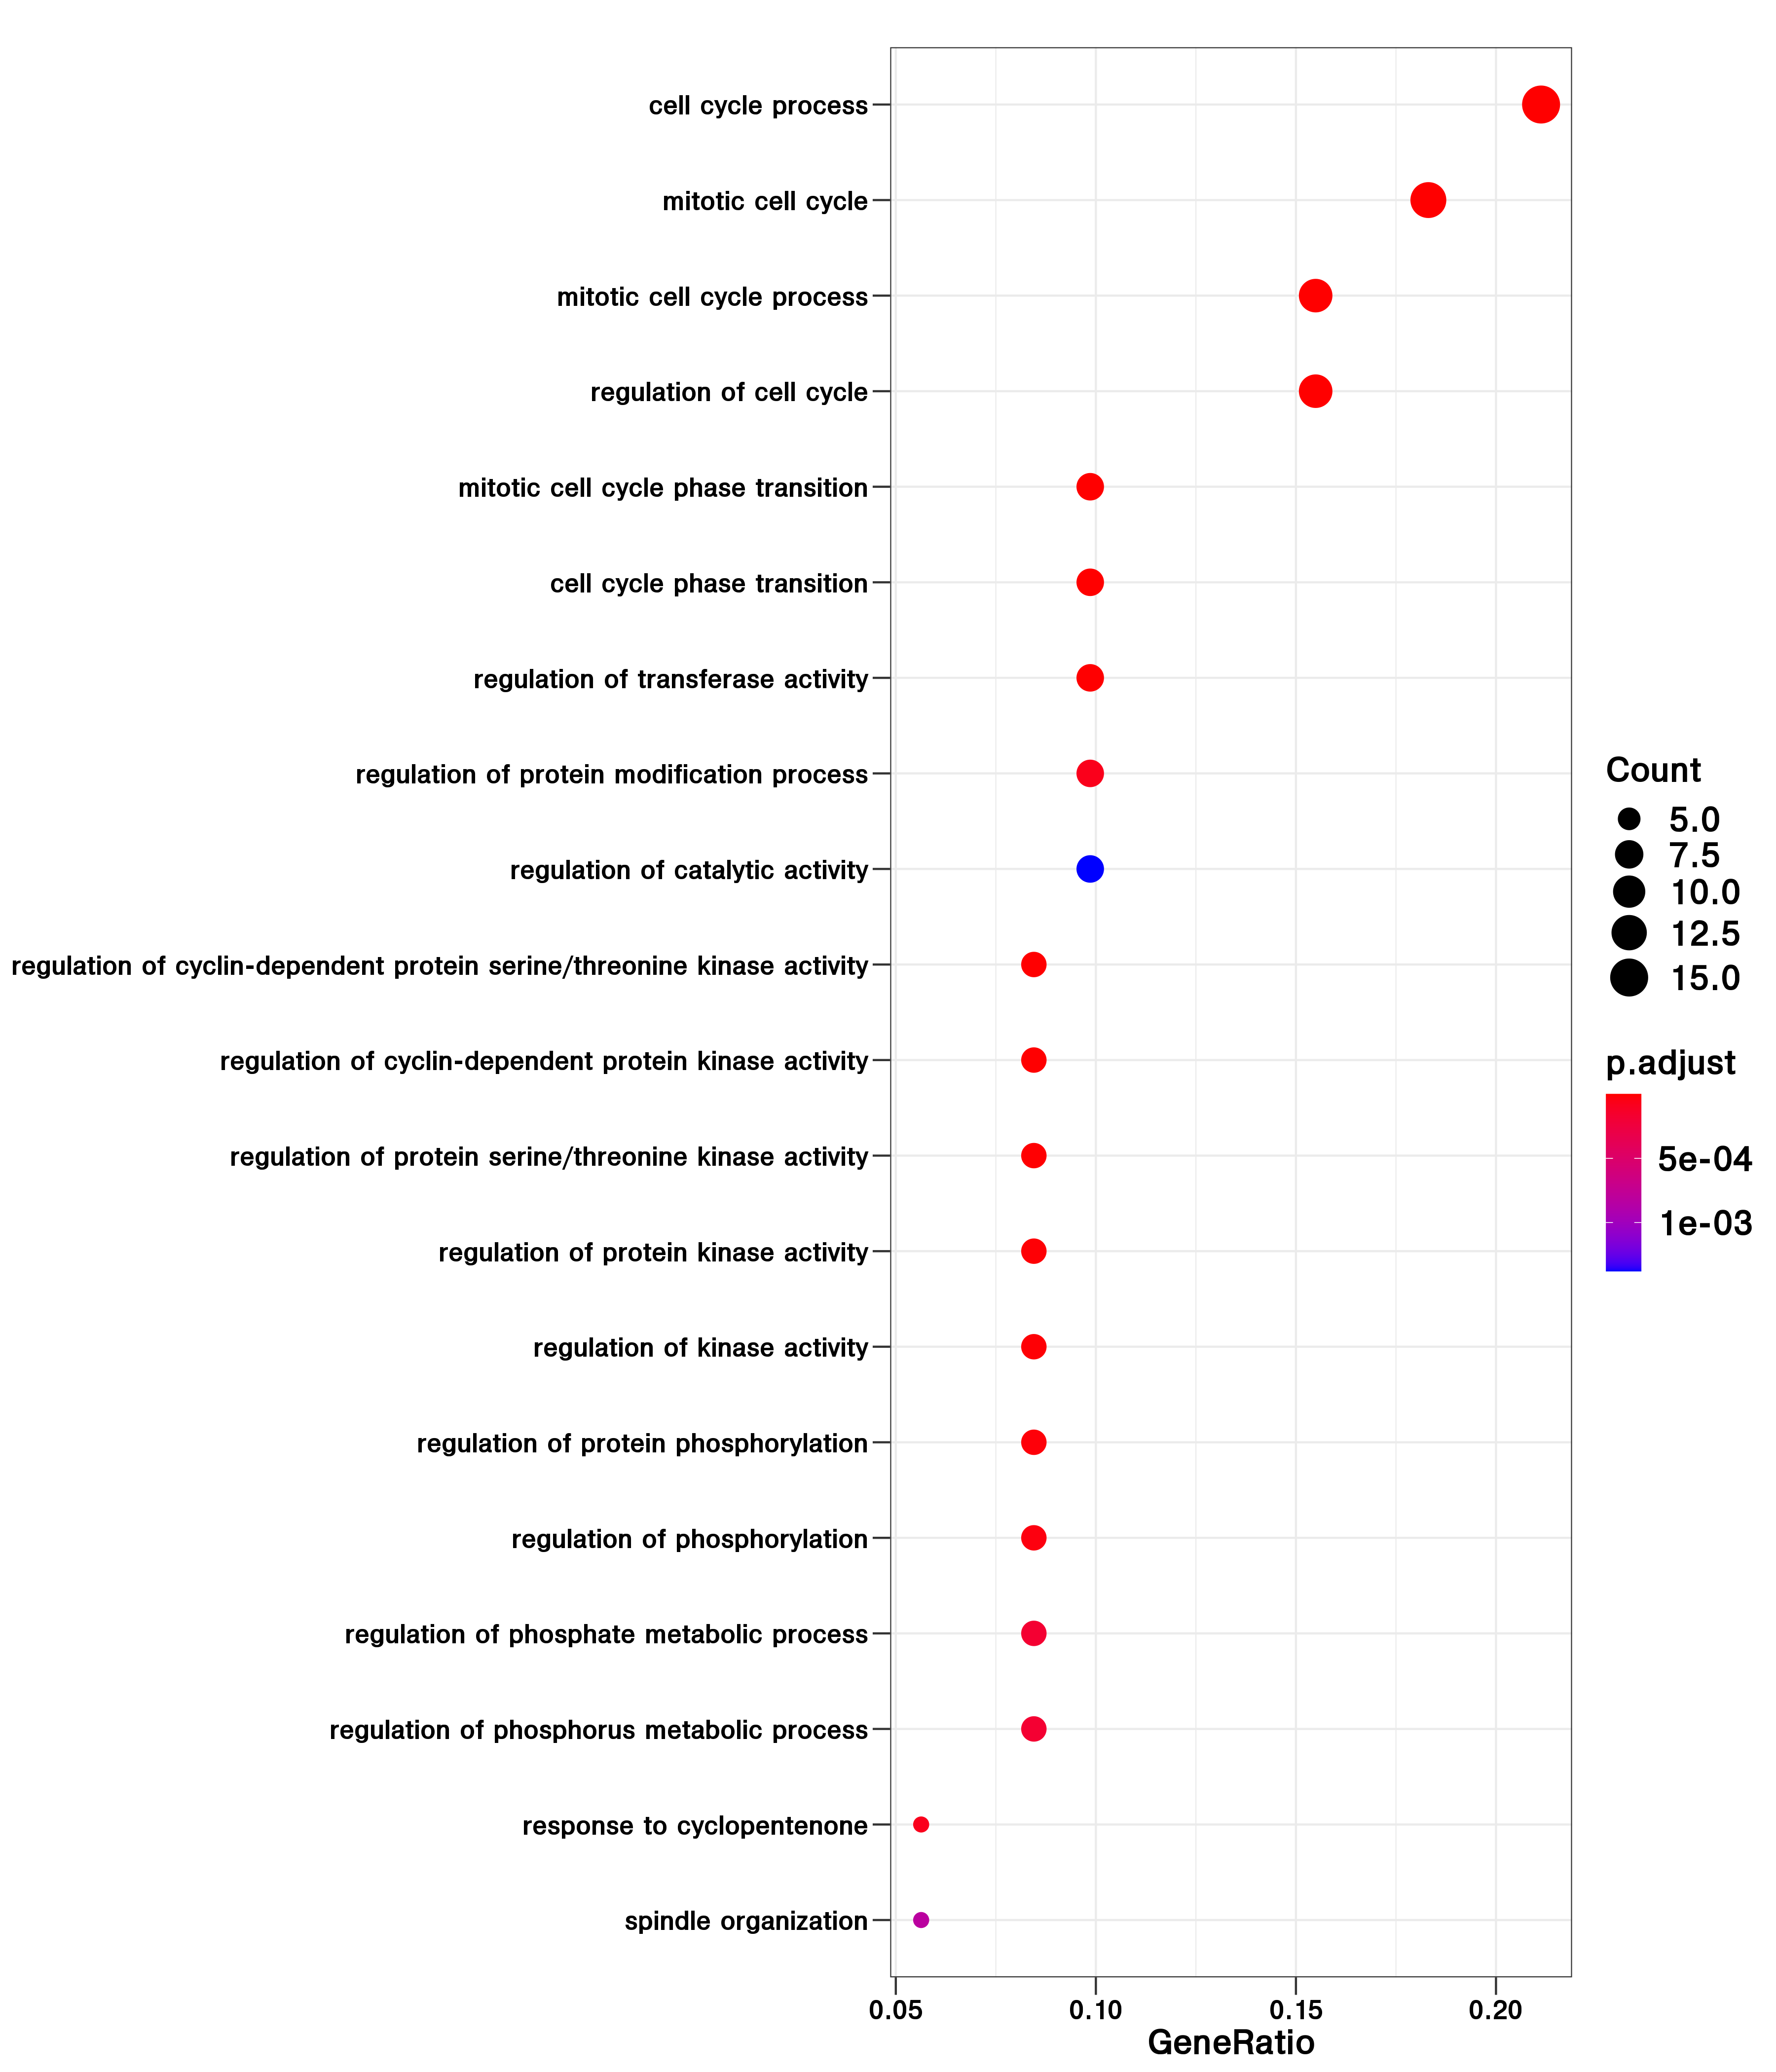 cell cycle process
mitotic cell cycle
mitotic cell cycle process
regulation of cell cycle
mitotic cell cycle phase transition
cell cycle phase transition
regulation of transferase activity
regulation of protein modification process
regulation of catalytic activity
regulation of cyclin-dependent protein serine/threonine kinase activity
regulation of cyclin-dependent protein kinase activity
regulation of protein serine/threonine kinase activity
regulation of protein kinase activity
regulation of kinase activity
regulation of protein phosphorylation
regulation of phosphorylation
regulation of phosphate metabolic process
regulation of phosphorus metabolic process
response to cyclopentenone
spindle organization
0.05 0.10 0.15 0.20
GeneRatio
Count
5.0
7.5
10.0
12.5
15.0
p.adjust
5e-04
1e-03